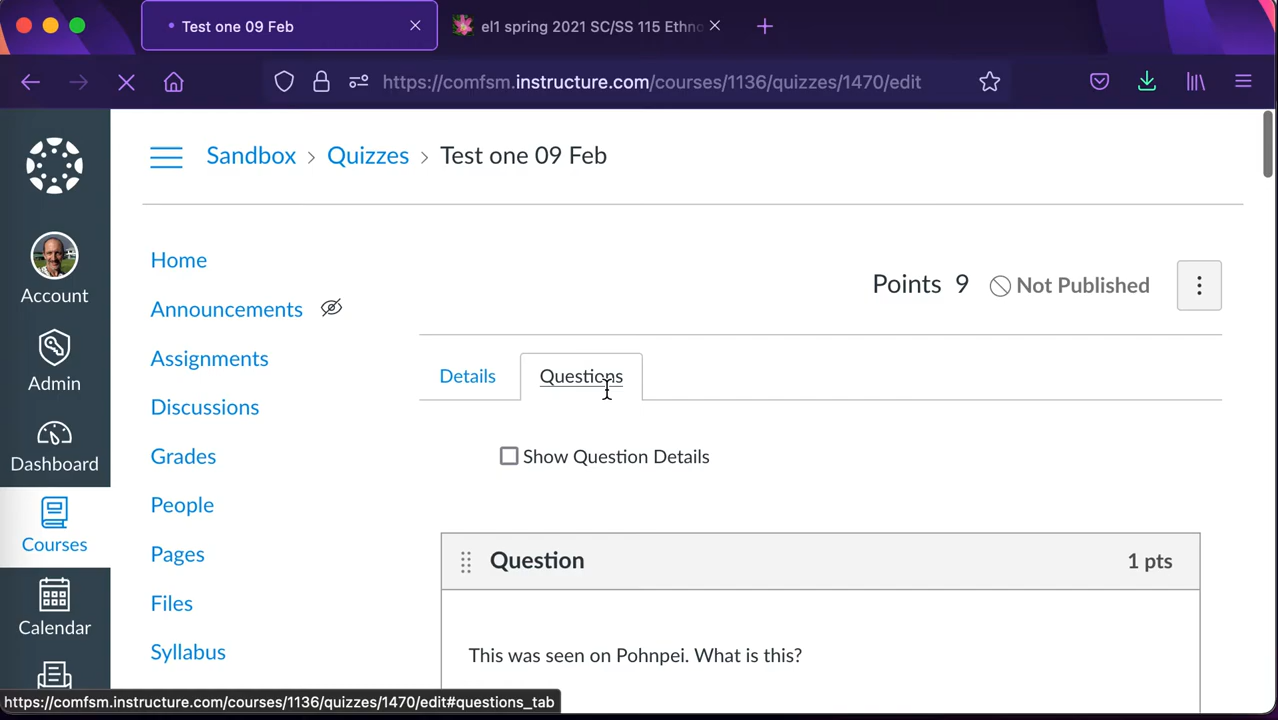 Test one 09 Feb
el1 spring 2021 SC/SS 115 Ethno
https://comfsm.instructure.com/courses/1136/quizzes/1470/edit
Sandbox > Quizzes > Test one 09 Feb
Account
Admin
Dashboard
Courses
Calendar
Home
Announcements
Assignments
Discussions
Grades
People
Pages
Files
Syllabus
Points 9 Not Published
Details Questions
Show Question Details
Question 1 pts
This was seen on Pohnpei. What is this?
https://comfsm.instructure.com/courses/1136/quizzes/1470/edit#questions_tab